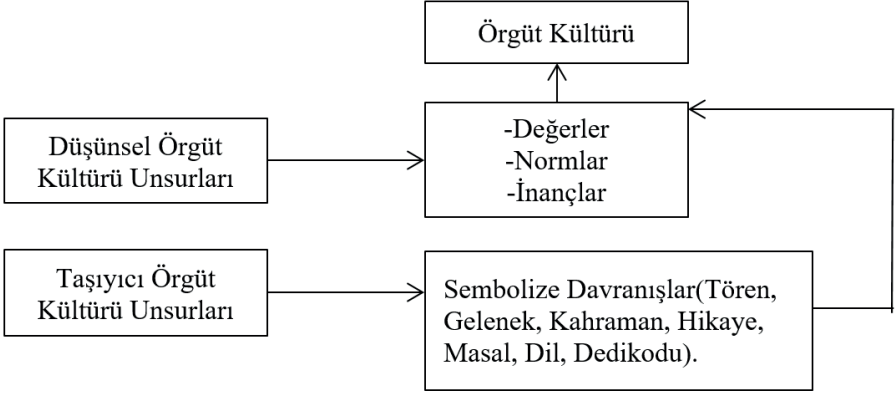 Örgüt Kültürü
Düşünsel Örgüt
Kültürü Unsurları
-Değerler
-Normlar
-İnançlar
Taşıyıcı Örgüt
Kültürü Unsurları
Sembolize Davranışlar(Tören,
Gelenek, Kahraman, Hikaye,
Masal, Dil, Dedikodu).